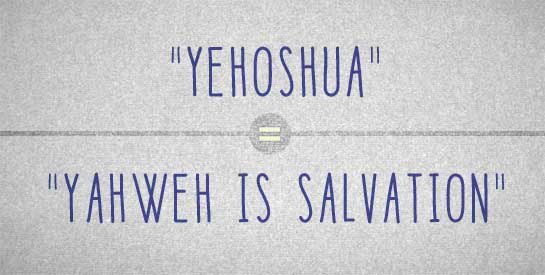 "YEHOSHUA"
=
"YAHWEH IS SALVATION"